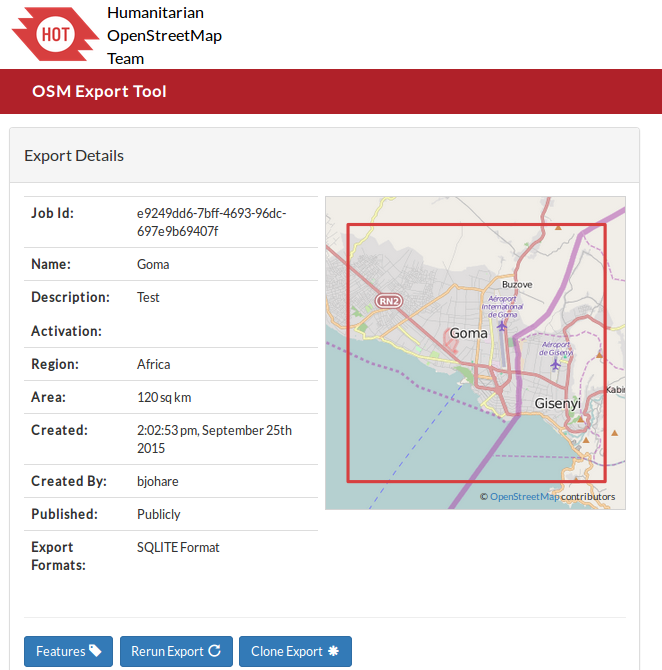 HOT
Humanitarian
OpenStreetMap
Team
OSM Export Tool
Export Details
Job Id: e9249dd6-7bff-4693-96dc-
697e9b69407f
Name: Goma
Description: Test
Activation:
Region: Africa
Area: 120 sq km
Created: 2:02:53 pm, September 25th
2015
Created By: bjohare
Published: Publicly
Export SQLITE Format
Formats:
Buzove
RN2
Aéroport
International
de Goma
Goma
Aéroport
de Gisenyi
Kabir
Gisenyi
© OpenStreetMap contributors
Features
Rerun Export
Clone Export